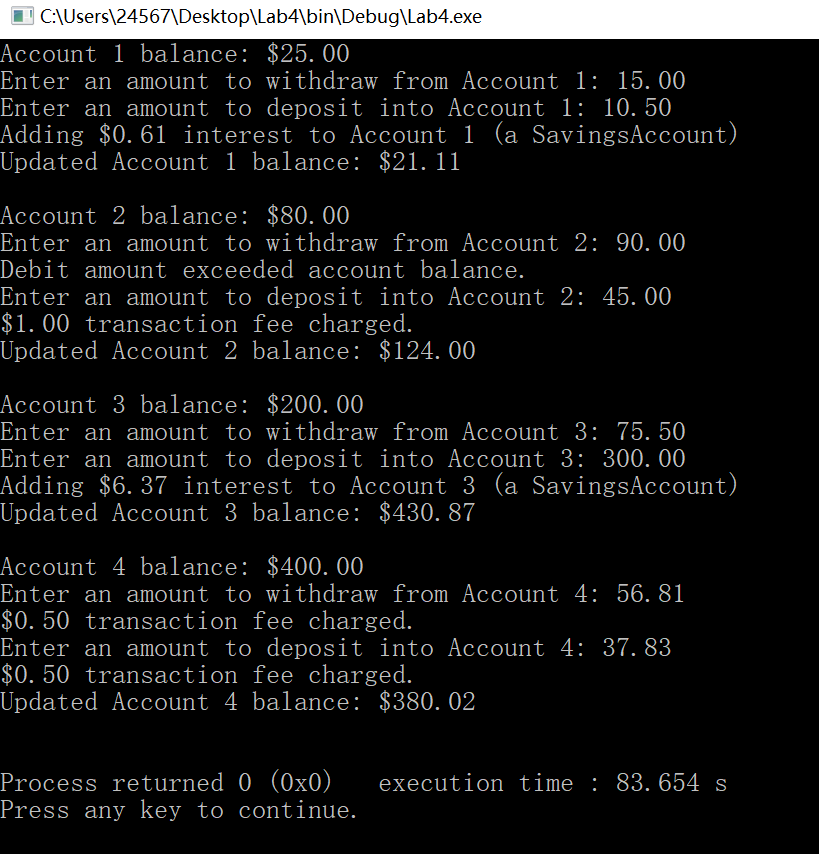 C:\Users\24567\Desktop\Lab4\bin\Debug\Lab4.exe
Account 1 balance: $25.00
Enter an amount to withdraw from Account 1: 15.00
Enter an amount to deposit into Account 1: 10.50
Adding $0.61 interest to Account 1 (a SavingsAccount)
Updated Account 1 balance: $21.11
Account 2 balance: $80.00
Enter an amount to withdraw from Account 2: 90.00
Debit amount exceeded account balance.
Enter an amount to deposit into Account 2: 45.00
$1.00 transaction fee charged.
Updated Account 2 balance: $124.00
Account 3 balance: $200.00
Enter an amount to withdraw from Account 3: 75.50
Enter an amount to deposit into Account 3: 300.00
Adding $6.37 interest to Account 3 (a SavingsAccount)
Updated Account 3 balance: $430.87
Account 4 balance: $400.00
Enter an amount to withdraw from Account 4: 56.81
$0.50 transaction fee charged.
Enter an amount to deposit into Account 4: 37.83
$0.50 transaction fee charged.
Updated Account 4 balance: $380.02
Process returned 0 (0x0)   execution time : 83.654 s
Press any key to continue.